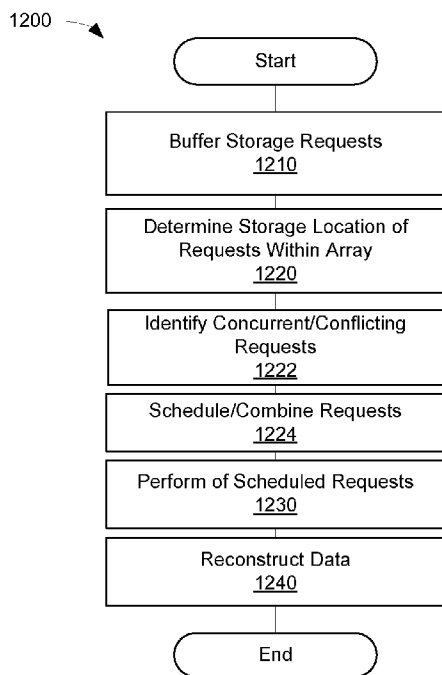 1200
Start
Buffer Storage Requests
1210
Determine Storage Location of
Requests Within Array
1220
Identify Concurrent/Conflicting
Requests
1222
Schedule/Combine Requests
1224
Perform of Scheduled Requests
1230
Reconstruct Data
1240
End